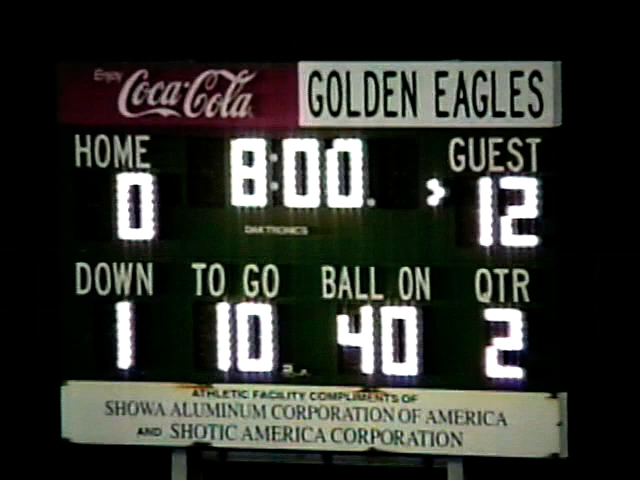 Enjoy Coca-Cola GOLDEN EAGLES
HOME 8:00 GUEST
0 > 12
DAKTRONICS
DOWN TO GO BALL ON QTR
1 10 40 2
ATHLETIC FACILITY COMPLIMENTS OF
SHOWA ALUMINUM CORPORATION OF AMERICA
AND SHOTIC AMERICA CORPORATION